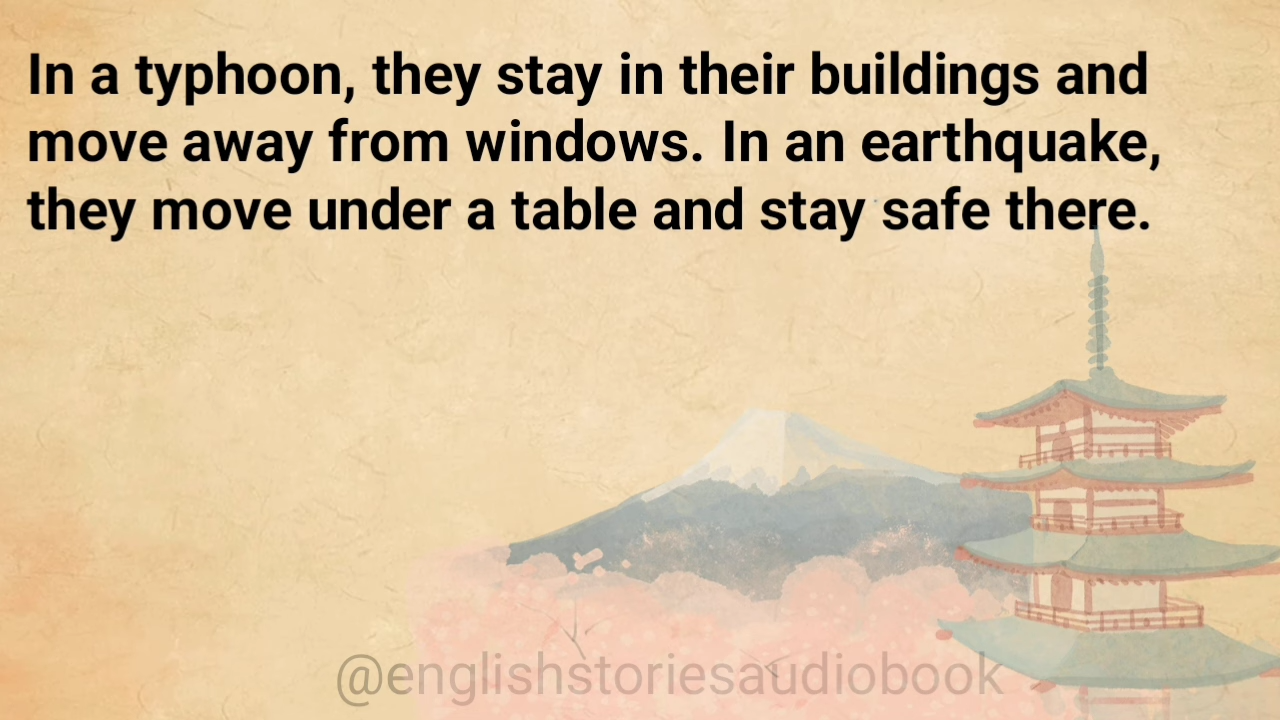 In a typhoon, they stay in their buildings and
move away from windows. In an earthquake,
they move under a table and stay safe there.
@englishstoriesaudiobook